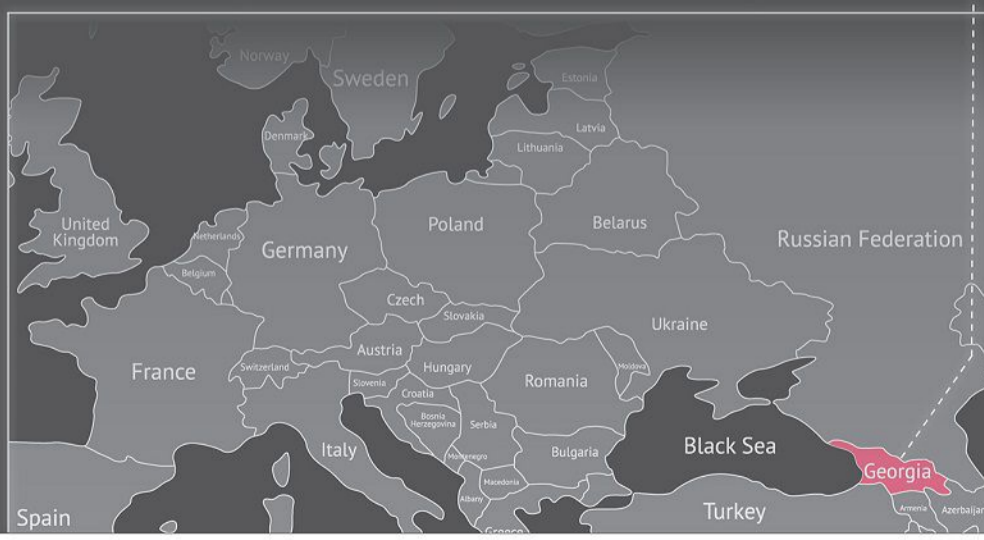 Norway
Sweden
Estonia
Denmark
Latvia
Lithuania
United
Kingdom
Netherlands
Poland
Belarus
Russian Federation
Germany
Belgium
Czech
Slovakia
Ukraine
Austria
France
Switzerland
Hungary
Moldova
Romania
Slovenia
Croatia
Bosnia
Herzegovina
Serbia
Italy
Montenegro
Bulgaria
Black Sea
Georgia
Macedonia
Albany
Spain
Turkey
Armenia
Azerbaijan
Greece